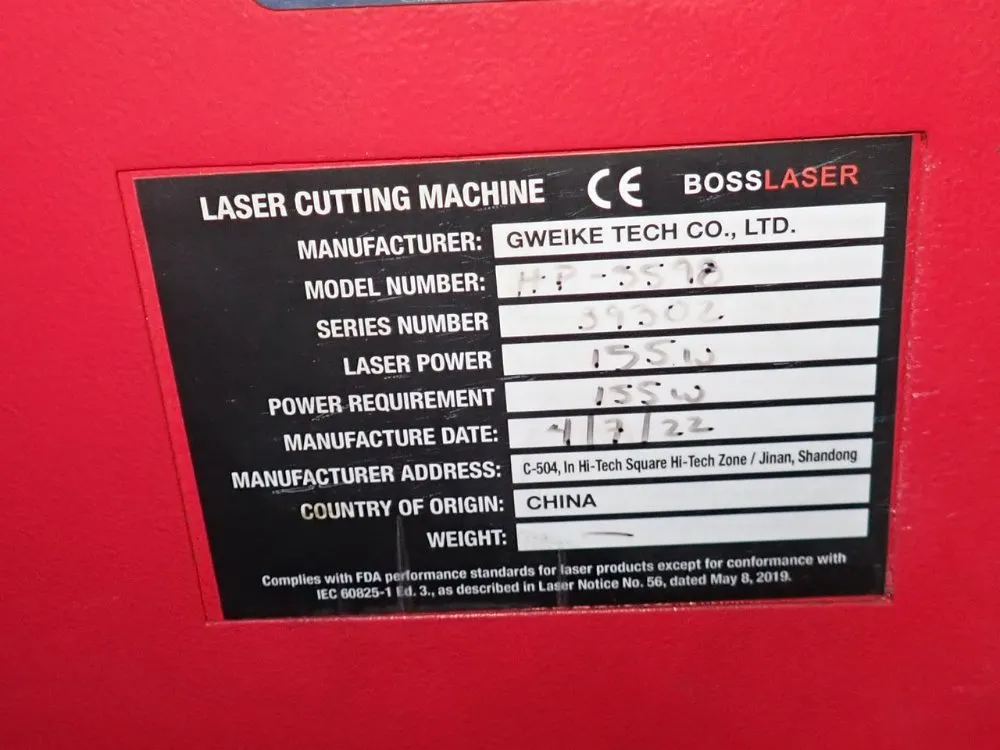 LASER CUTTING MACHINE CE BOSSLASER
MANUFACTURER: GWEIKE TECH CO., LTD.
MODEL NUMBER: HP-5598
SERIES NUMBER 39302
LASER POWER 155W
POWER REQUIREMENT 155W
MANUFACTURE DATE: 4/7/22
MANUFACTURER ADDRESS: C-504, In Hi-Tech Square Hi-Tech Zone / Jinan, Shandong
COUNTRY OF ORIGIN: CHINA
WEIGHT: —
Complies with FDA performance standards for laser products except for conformance with
IEC 60825-1 Ed. 3., as described in Laser Notice No. 56, dated May 8, 2019.